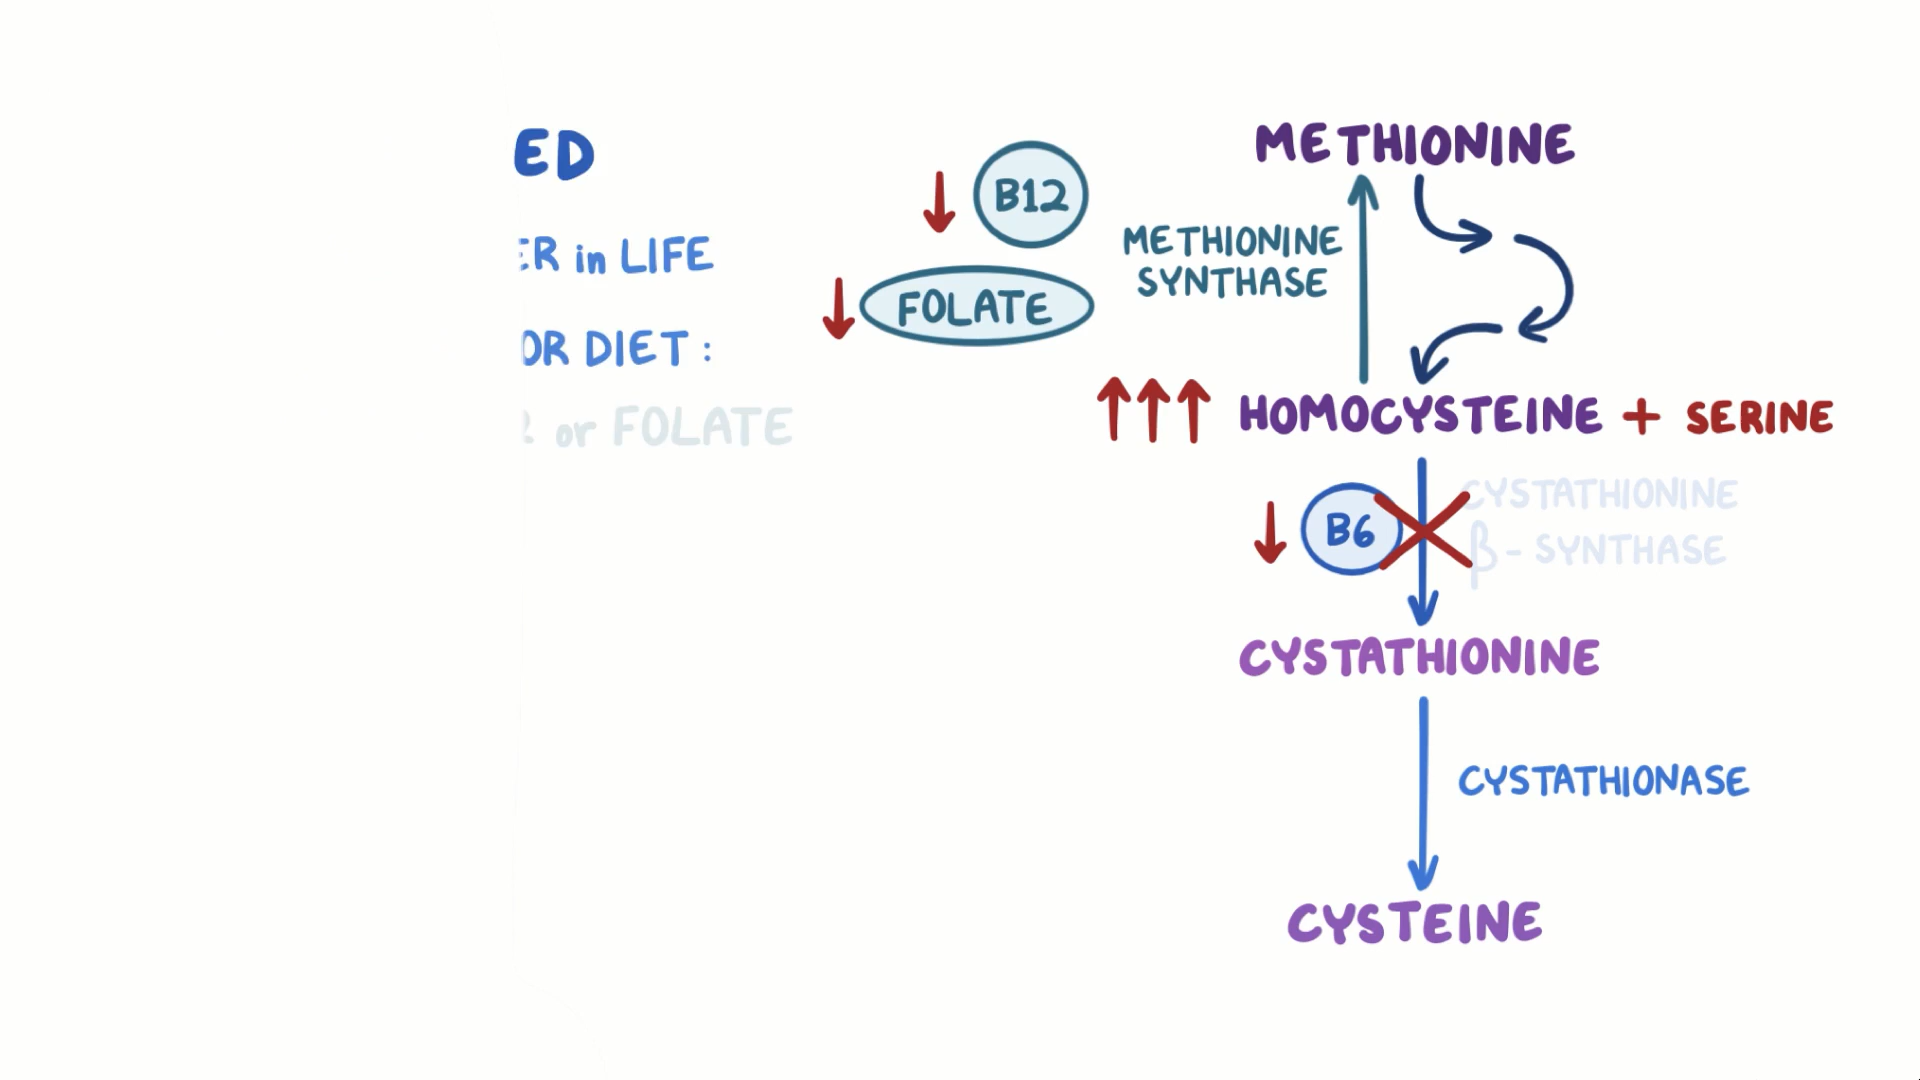 ED
ER in LIFE
OR DIET :
or FOLATE
B12
FOLATE
METHIONINE
METHIONINE
SYNTHASE
HOMOCYSTEINE + SERINE
B6
CYSTATHIONINE
β - SYNTHASE
CYSTATHIONINE
CYSTATHIONASE
CYSTEINE